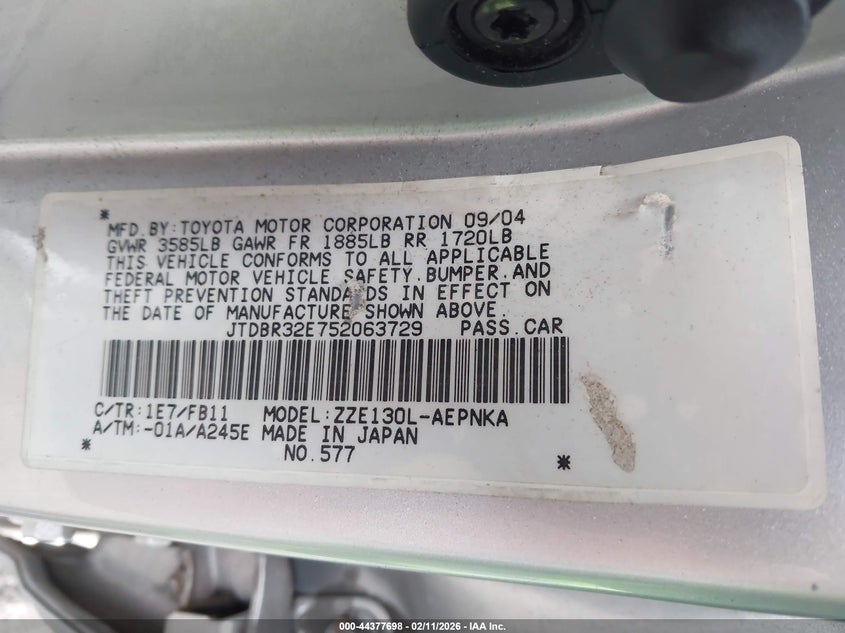 *
MFD.BY:TOYOTA MOTOR CORPORATION 09/04
GVWR 3585LB GAWR FR 1885LB RR 1720LB
THIS VEHICLE CONFORMS TO ALL APPLICABLE
FEDERAL MOTOR VEHICLE SAFETY,BUMPER,AND
THEFT PREVENTION STANDARDS IN EFFECT ON
THE DATE OF MANUFACTURE SHOWN ABOVE.
JTDBR32E752063729 PASS.CAR
C/TR:1E7/FB11 MODEL:ZZE130L-AEPNKA
A/TM:-01A/A245E MADE IN JAPAN
* NO.577 *
000-44377698 - 02/11/2026 - IAA Inc.